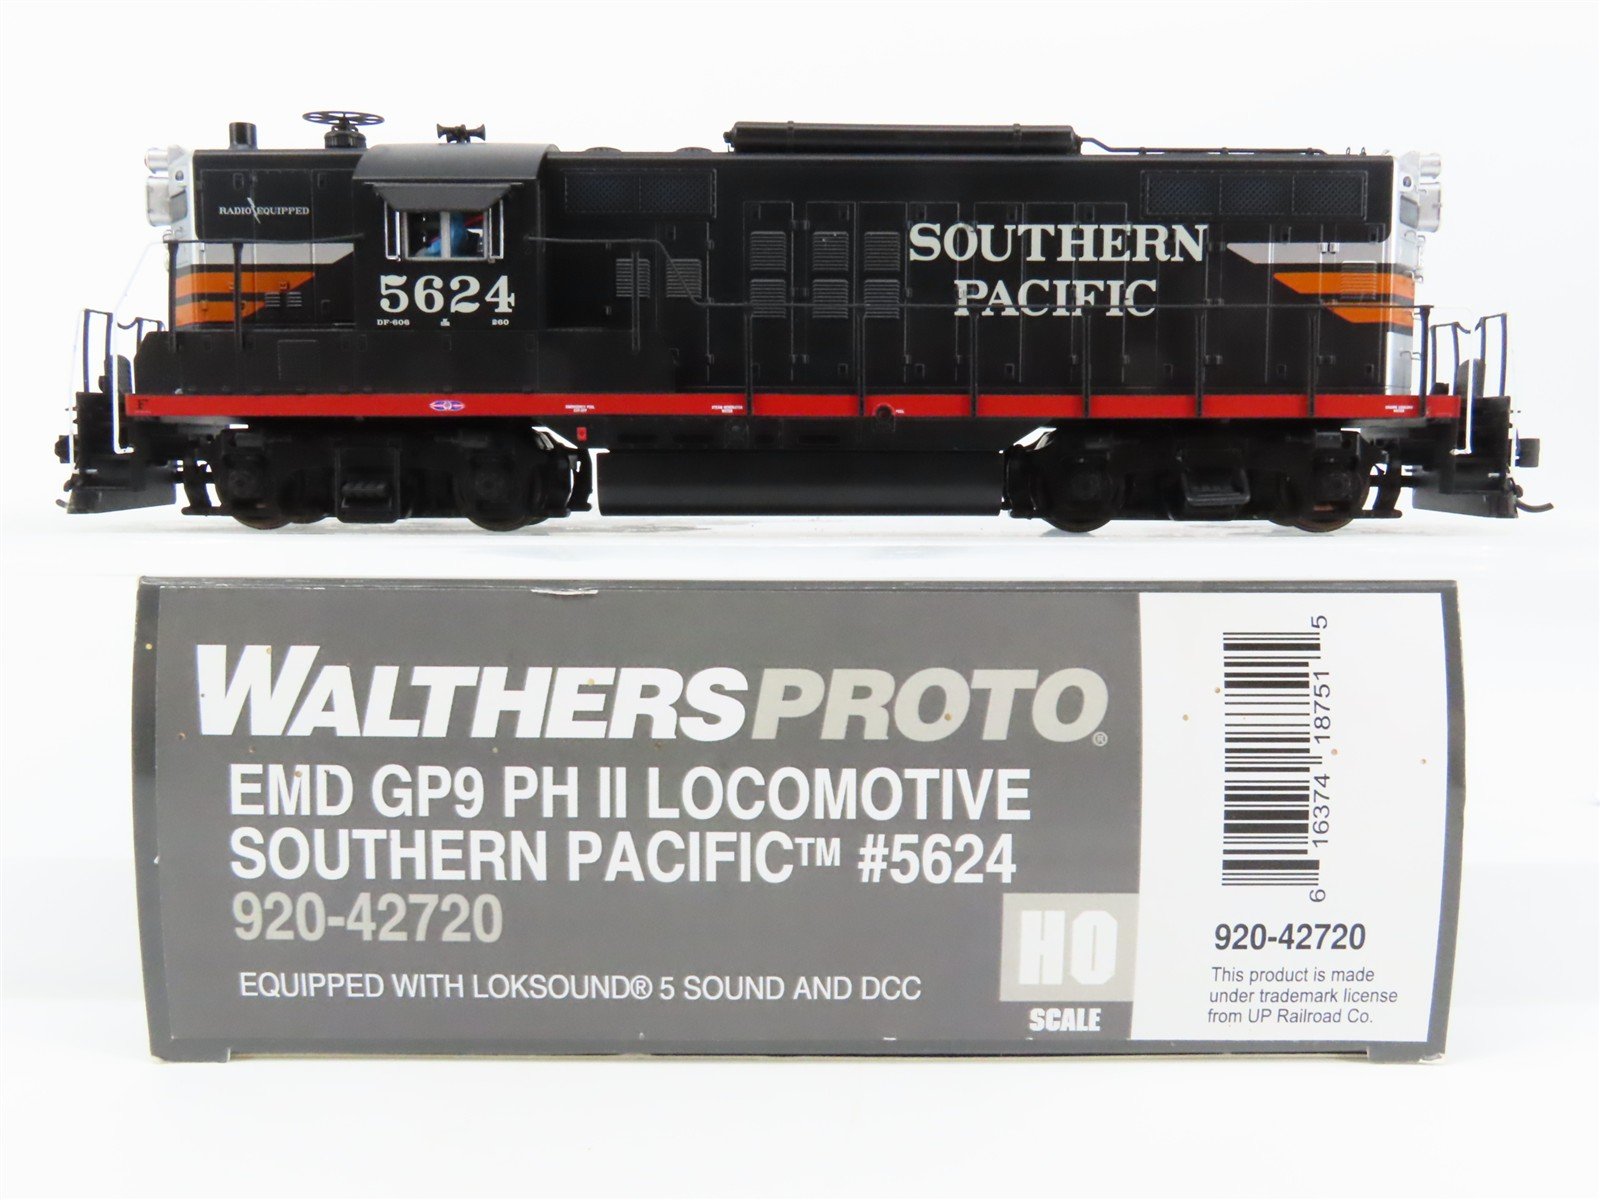 RADIO EQUIPPED
5624
DF-606 260
SOUTHERN
PACIFIC
F
WALTHERSPROTO®
EMD GP9 PH II LOCOMOTIVE
SOUTHERN PACIFIC™ #5624
920-42720
EQUIPPED WITH LOKSOUND® 5 SOUND AND DCC
HO
SCALE
6 16374 18751 5
920-42720
This product is made
under trademark license
from UP Railroad Co.